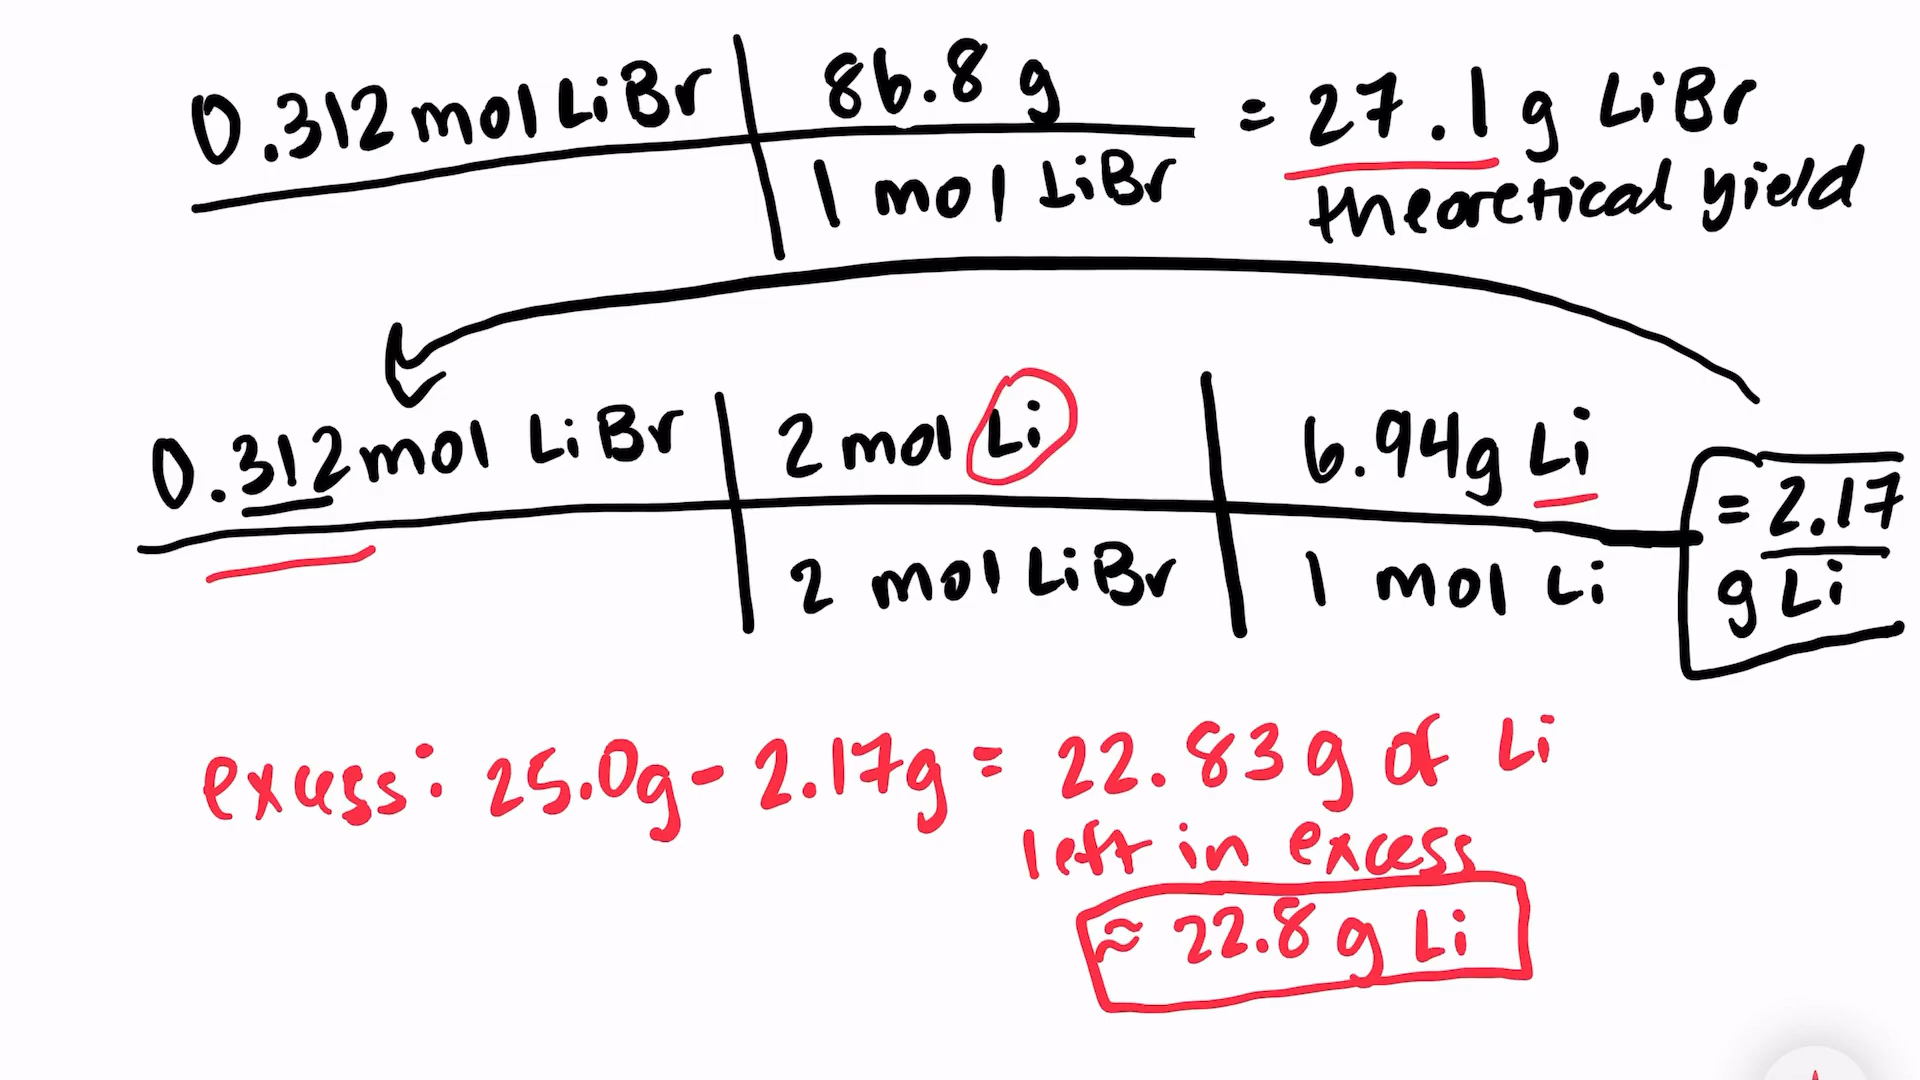 0.312 mol LiBr | 86.8 g = 27.1 g LiBr
1 mol LiBr theoretical yield
0.312 mol LiBr | 2 mol Li | 6.94g Li = 2.17
2 mol LiBr | 1 mol Li g Li
excess: 25.0g - 2.17g = 22.83 g of Li
left in excess
≈ 22.8 g Li